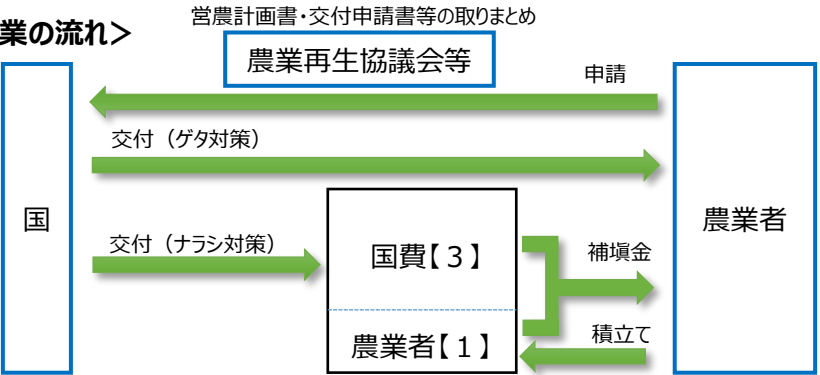 業の流れ＞
営農計画書・交付申請書等の取りまとめ
農業再生協議会等
申請
交付（ゲタ対策）
国
農業者
交付（ナラシ対策）
国費【３】
補塡金
農業者【１】
積立て